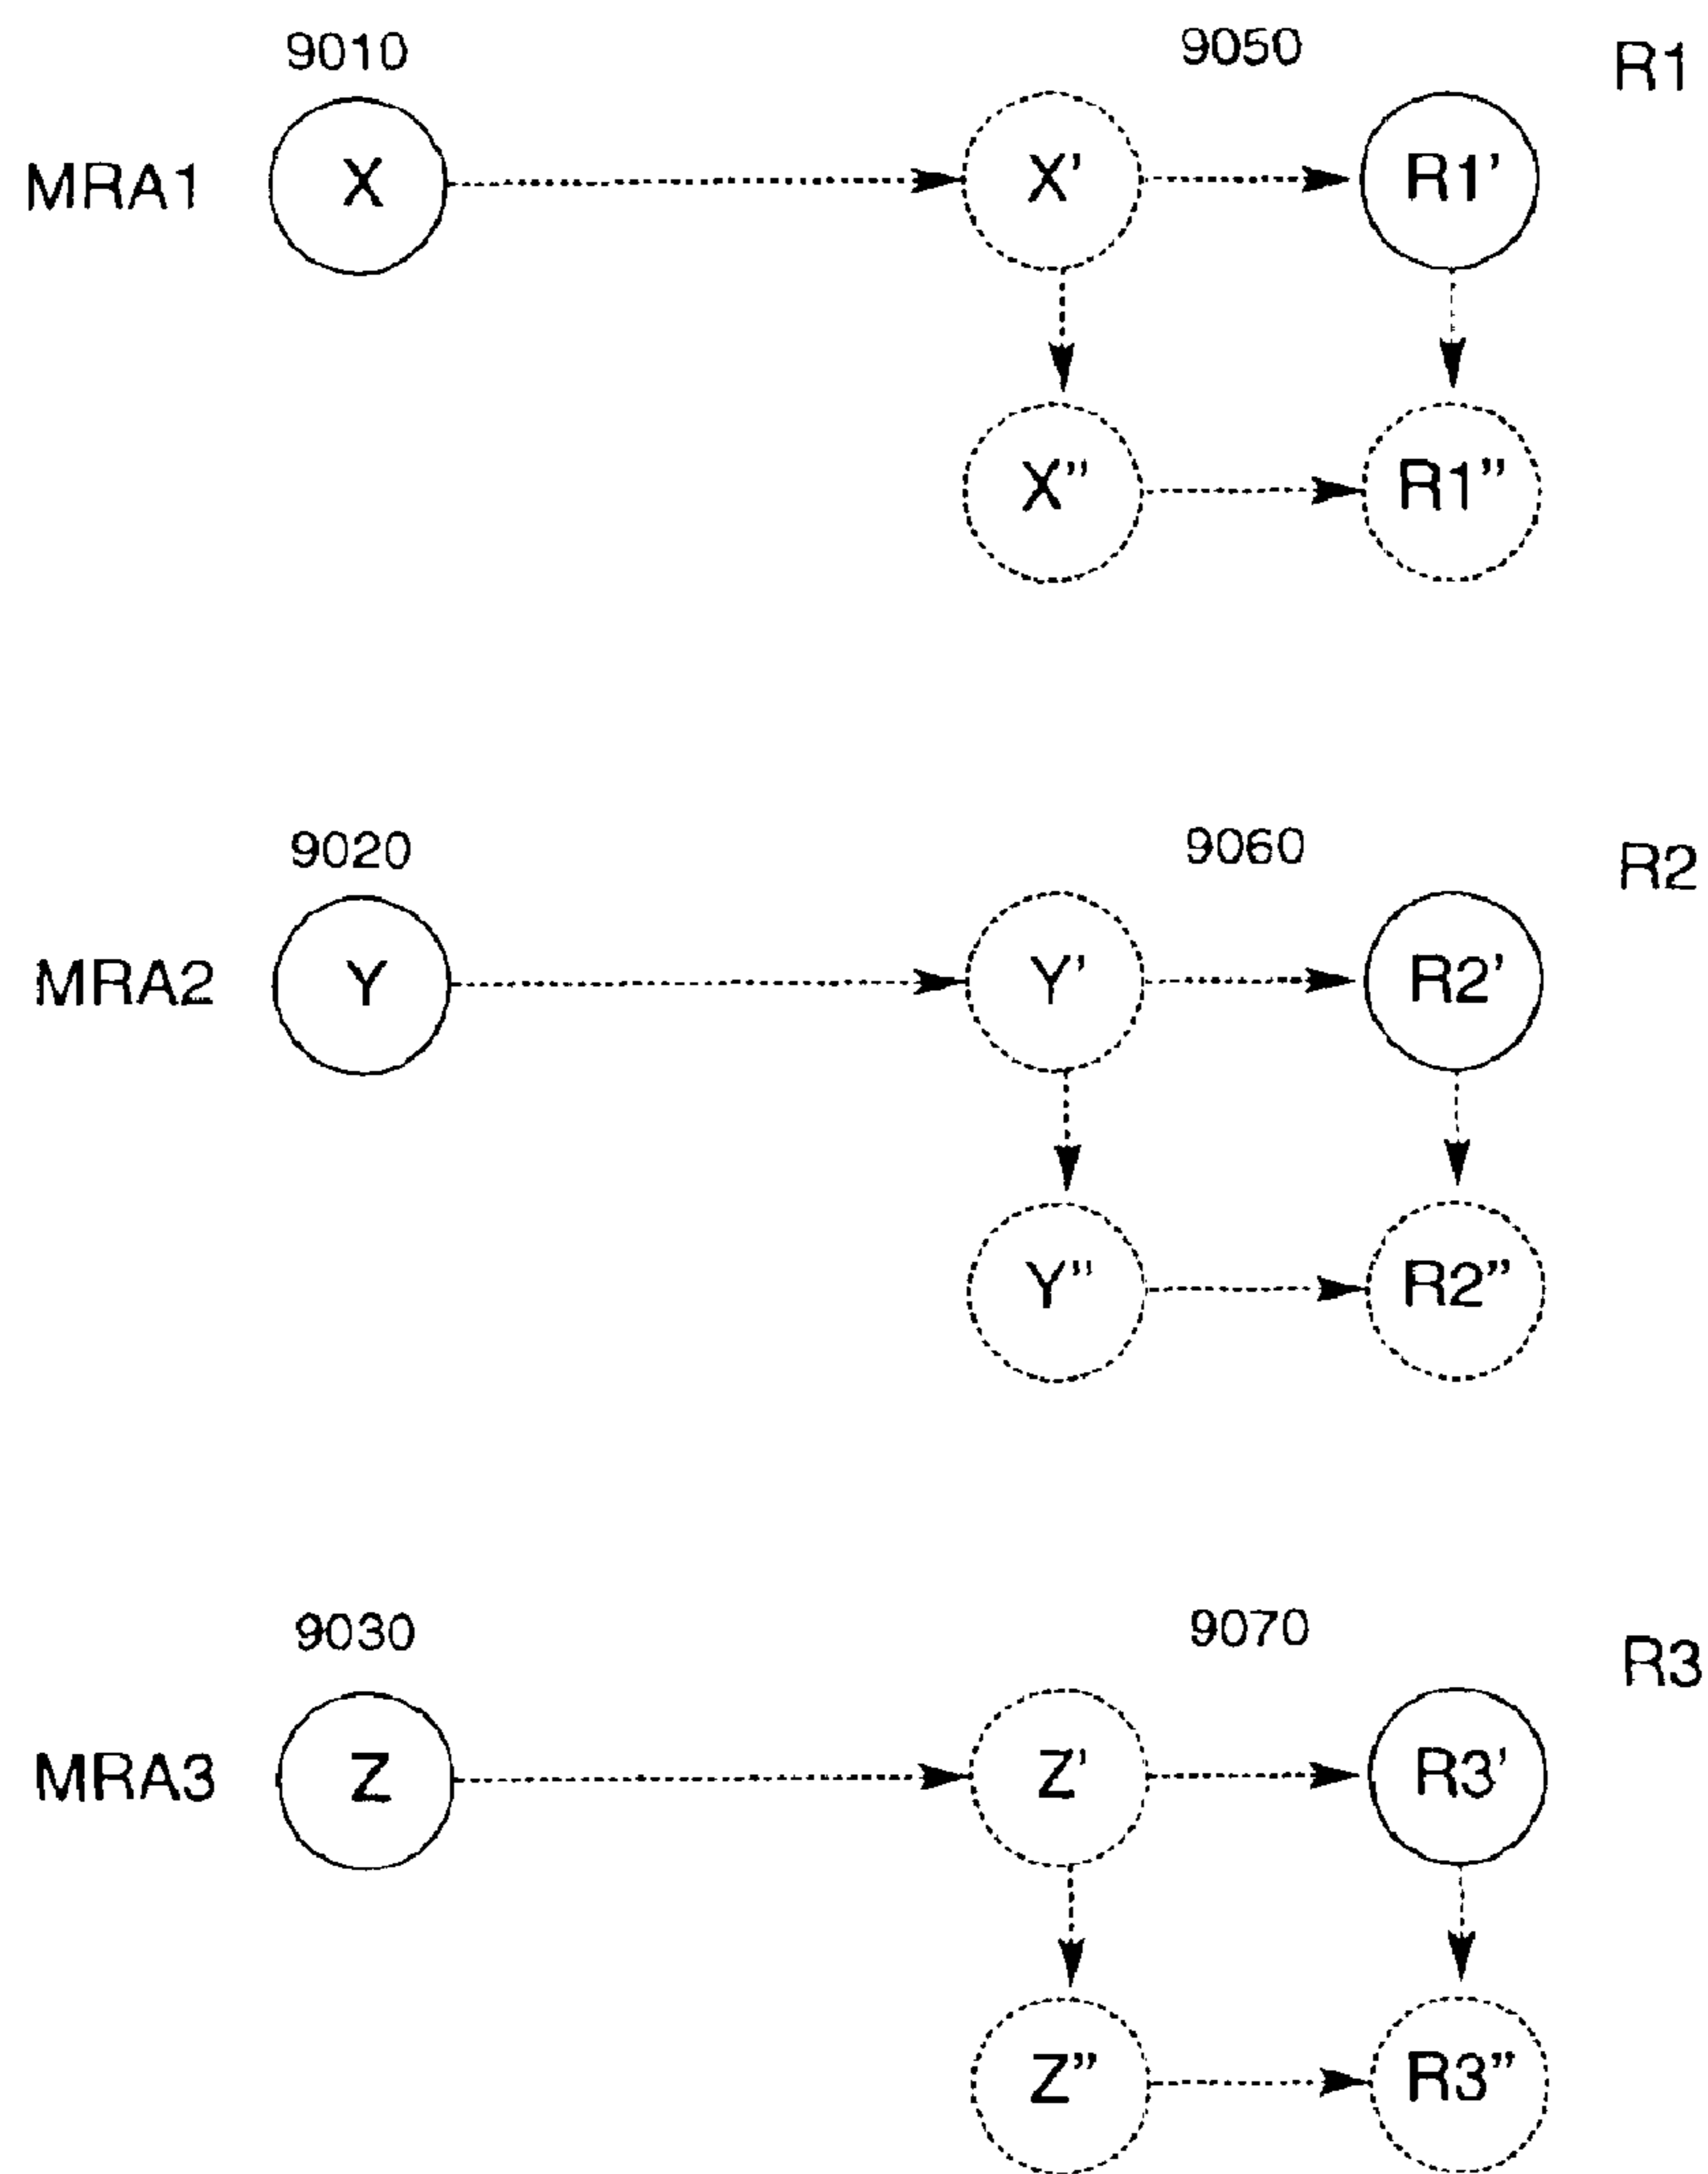 9010 9050 R1
MRA1 X X' R1'
X" R1"
9020 9060 R2
MRA2 Y Y' R2'
Y" R2"
9030 9070 R3
MRA3 Z Z' R3'
Z" R3"